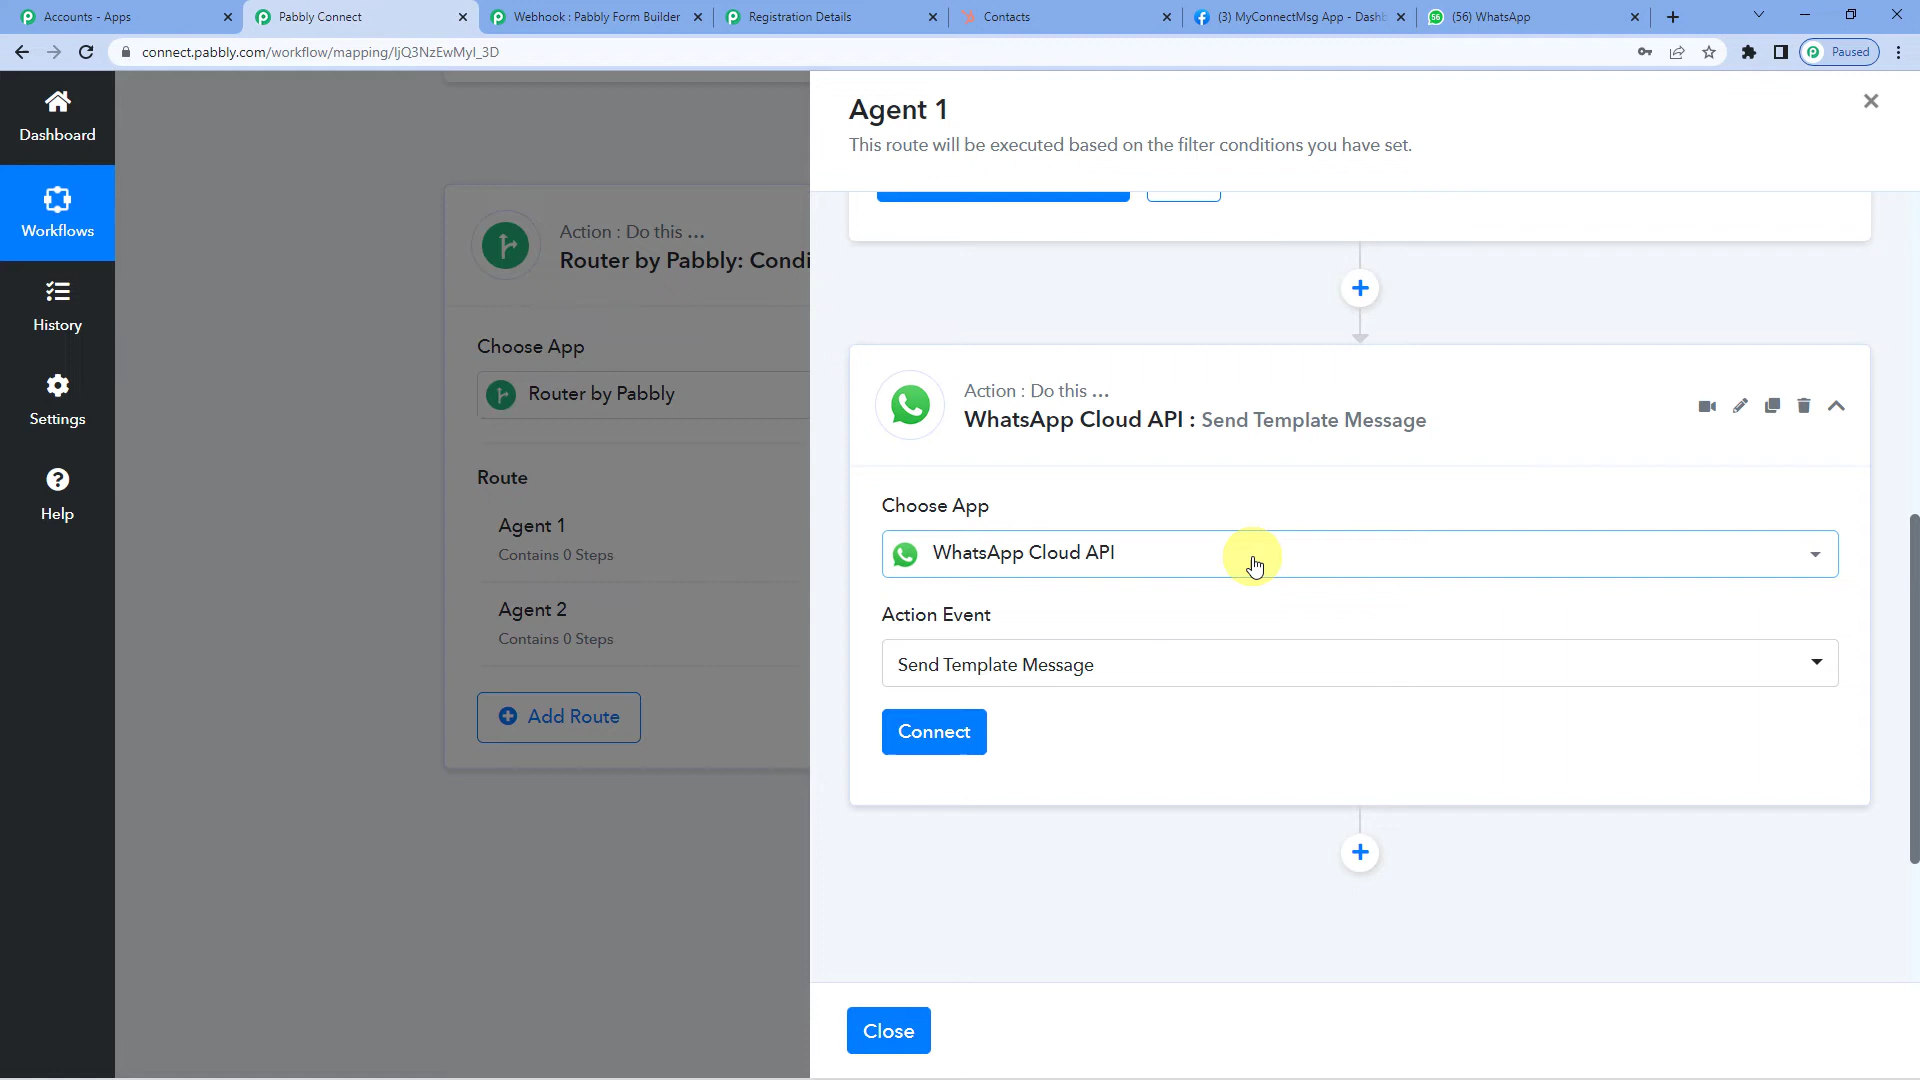 Accounts - Apps
Pabbly Connect
Webhook : Pabbly Form Builder
Registration Details
Contacts
(3) MyConnectMsg App - Dashb
56
(56) WhatsApp
connect.pabbly.com/workflow/mapping/IjQ3NzEwMyI_3D
Paused
Dashboard
Workflows
History
Settings
Help
Action : Do this ...
Router by Pabbly: Condi
Choose App
Router by Pabbly
Route
Agent 1
Contains 0 Steps
Agent 2
Contains 0 Steps
Add Route
Agent 1
This route will be executed based on the filter conditions you have set.
Action : Do this ...
WhatsApp Cloud API : Send Template Message
Choose App
WhatsApp Cloud API
Action Event
Send Template Message
Connect
Close